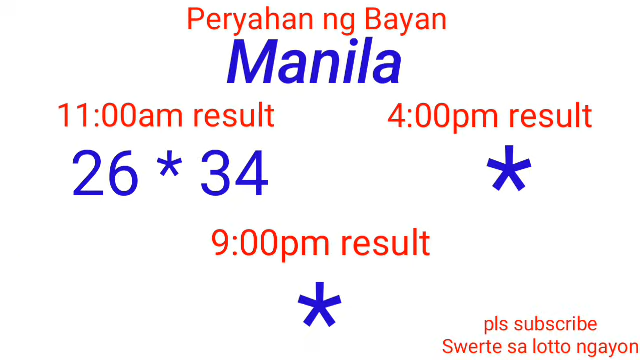 Peryahan ng Bayan
Manila
11:00am result
26 * 34
4:00pm result
*
9:00pm result
*
pls subscribe
Swerte sa lotto ngayon